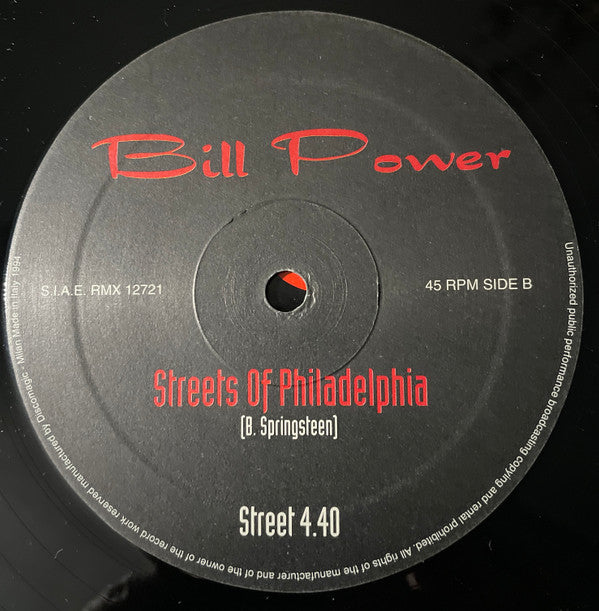 Bill Power
S.I.A.E. RMX 12721
45 RPM SIDE B
Streets Of Philadelphia
(B. Springsteen)
Street 4.40
Unauthorized public performance broadcasting copying and rental prohibited. All rights of the manufacturer and of the owner of the record work reserved manufactured by Discomagic - Milan Made in Italy 1994